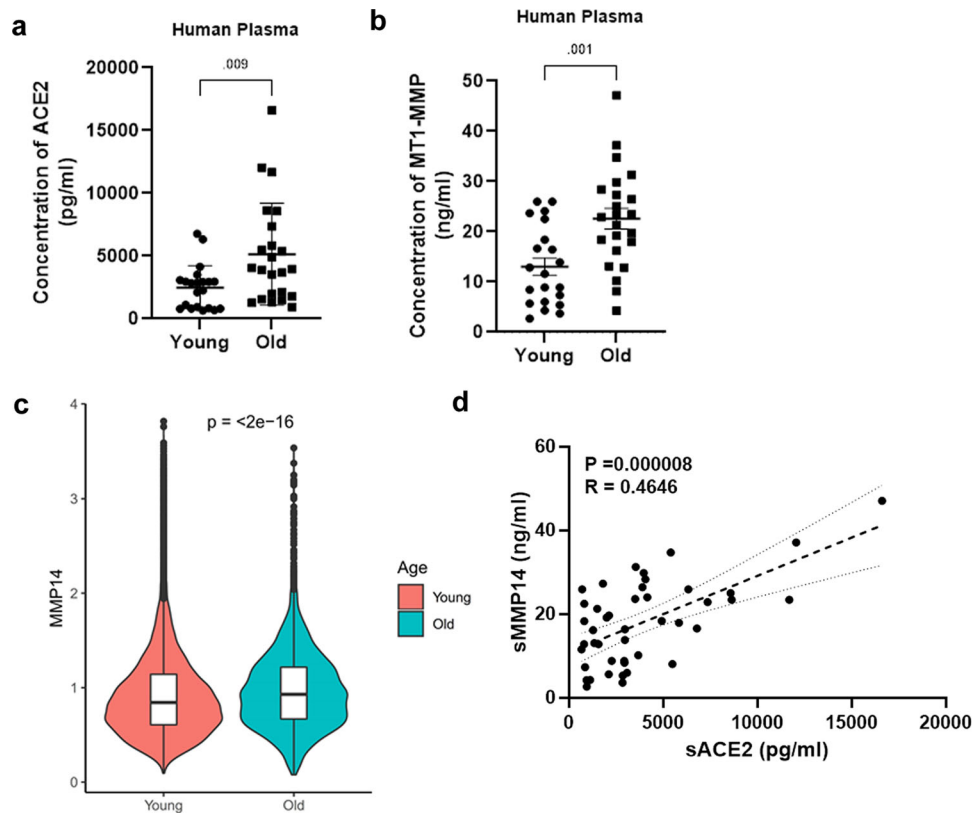 a
Human Plasma
.009
Concentration of ACE2
(pg/ml)
20000
15000
10000
5000
0
Young
Old
b
Human Plasma
.001
Concentration of MT1-MMP
(ng/ml)
50
40
30
20
10
0
Young
Old
c
p = <2e−16
MMP14
4
3
2
1
0
Young
Old
Age
Young
Old
d
P =0.000008
R = 0.4646
sMMP14 (ng/ml)
60
40
20
0
0
5000
10000
15000
20000
sACE2 (pg/ml)